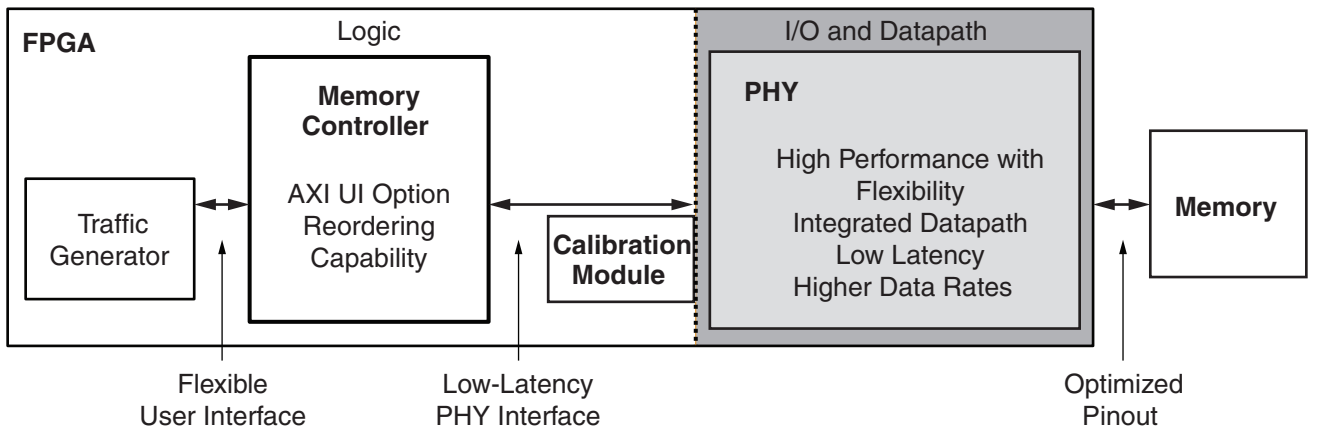 FPGA
Logic
I/O and Datapath
Memory
Controller
AXI UI Option
Reordering
Capability
Traffic
Generator
Calibration
Module
PHY
High Performance with
Flexibility
Integrated Datapath
Low Latency
Higher Data Rates
Memory
Flexible
User Interface
Low-Latency
PHY Interface
Optimized
Pinout